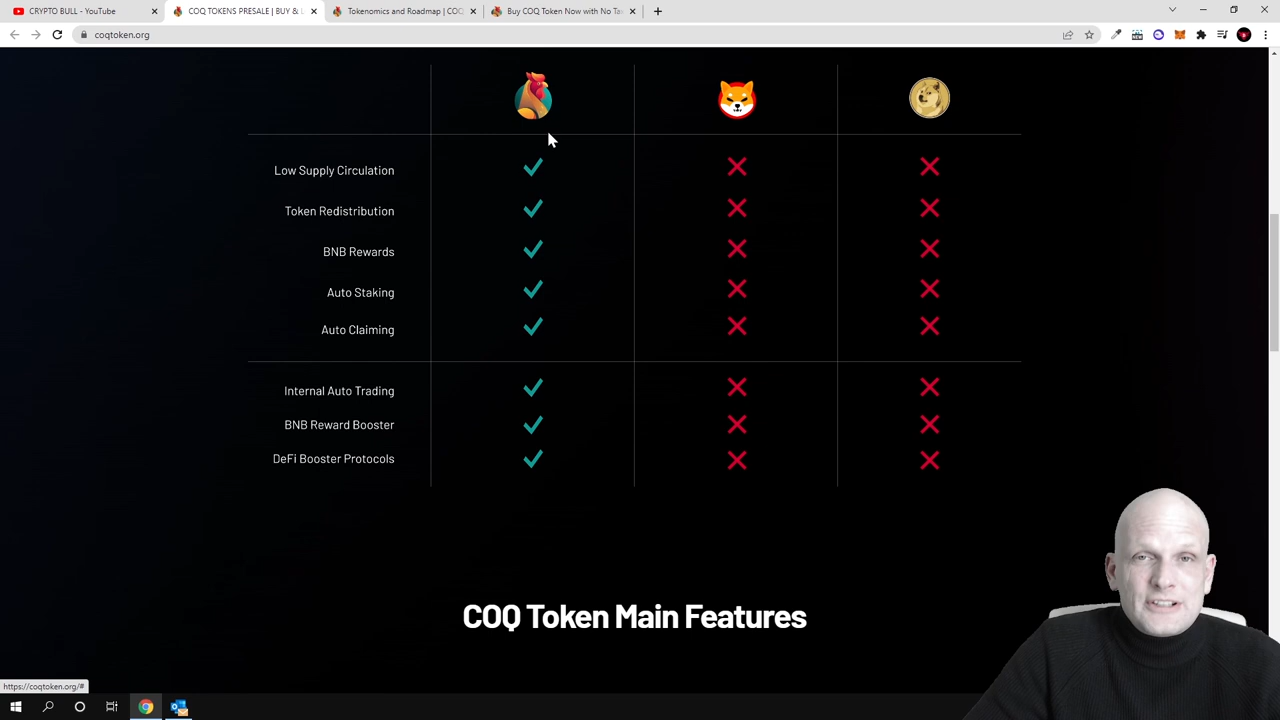 CRYPTO BULL - YouTube
COQ TOKENS PRESALE | BUY & L
Tokenomics and Roadmap | COQ
Buy COQ Token Now with No Ta
coqtoken.org
Low Supply Circulation
Token Redistribution
BNB Rewards
Auto Staking
Auto Claiming
Internal Auto Trading
BNB Reward Booster
DeFi Booster Protocols
COQ Token Main Features
https://coqtoken.org/#